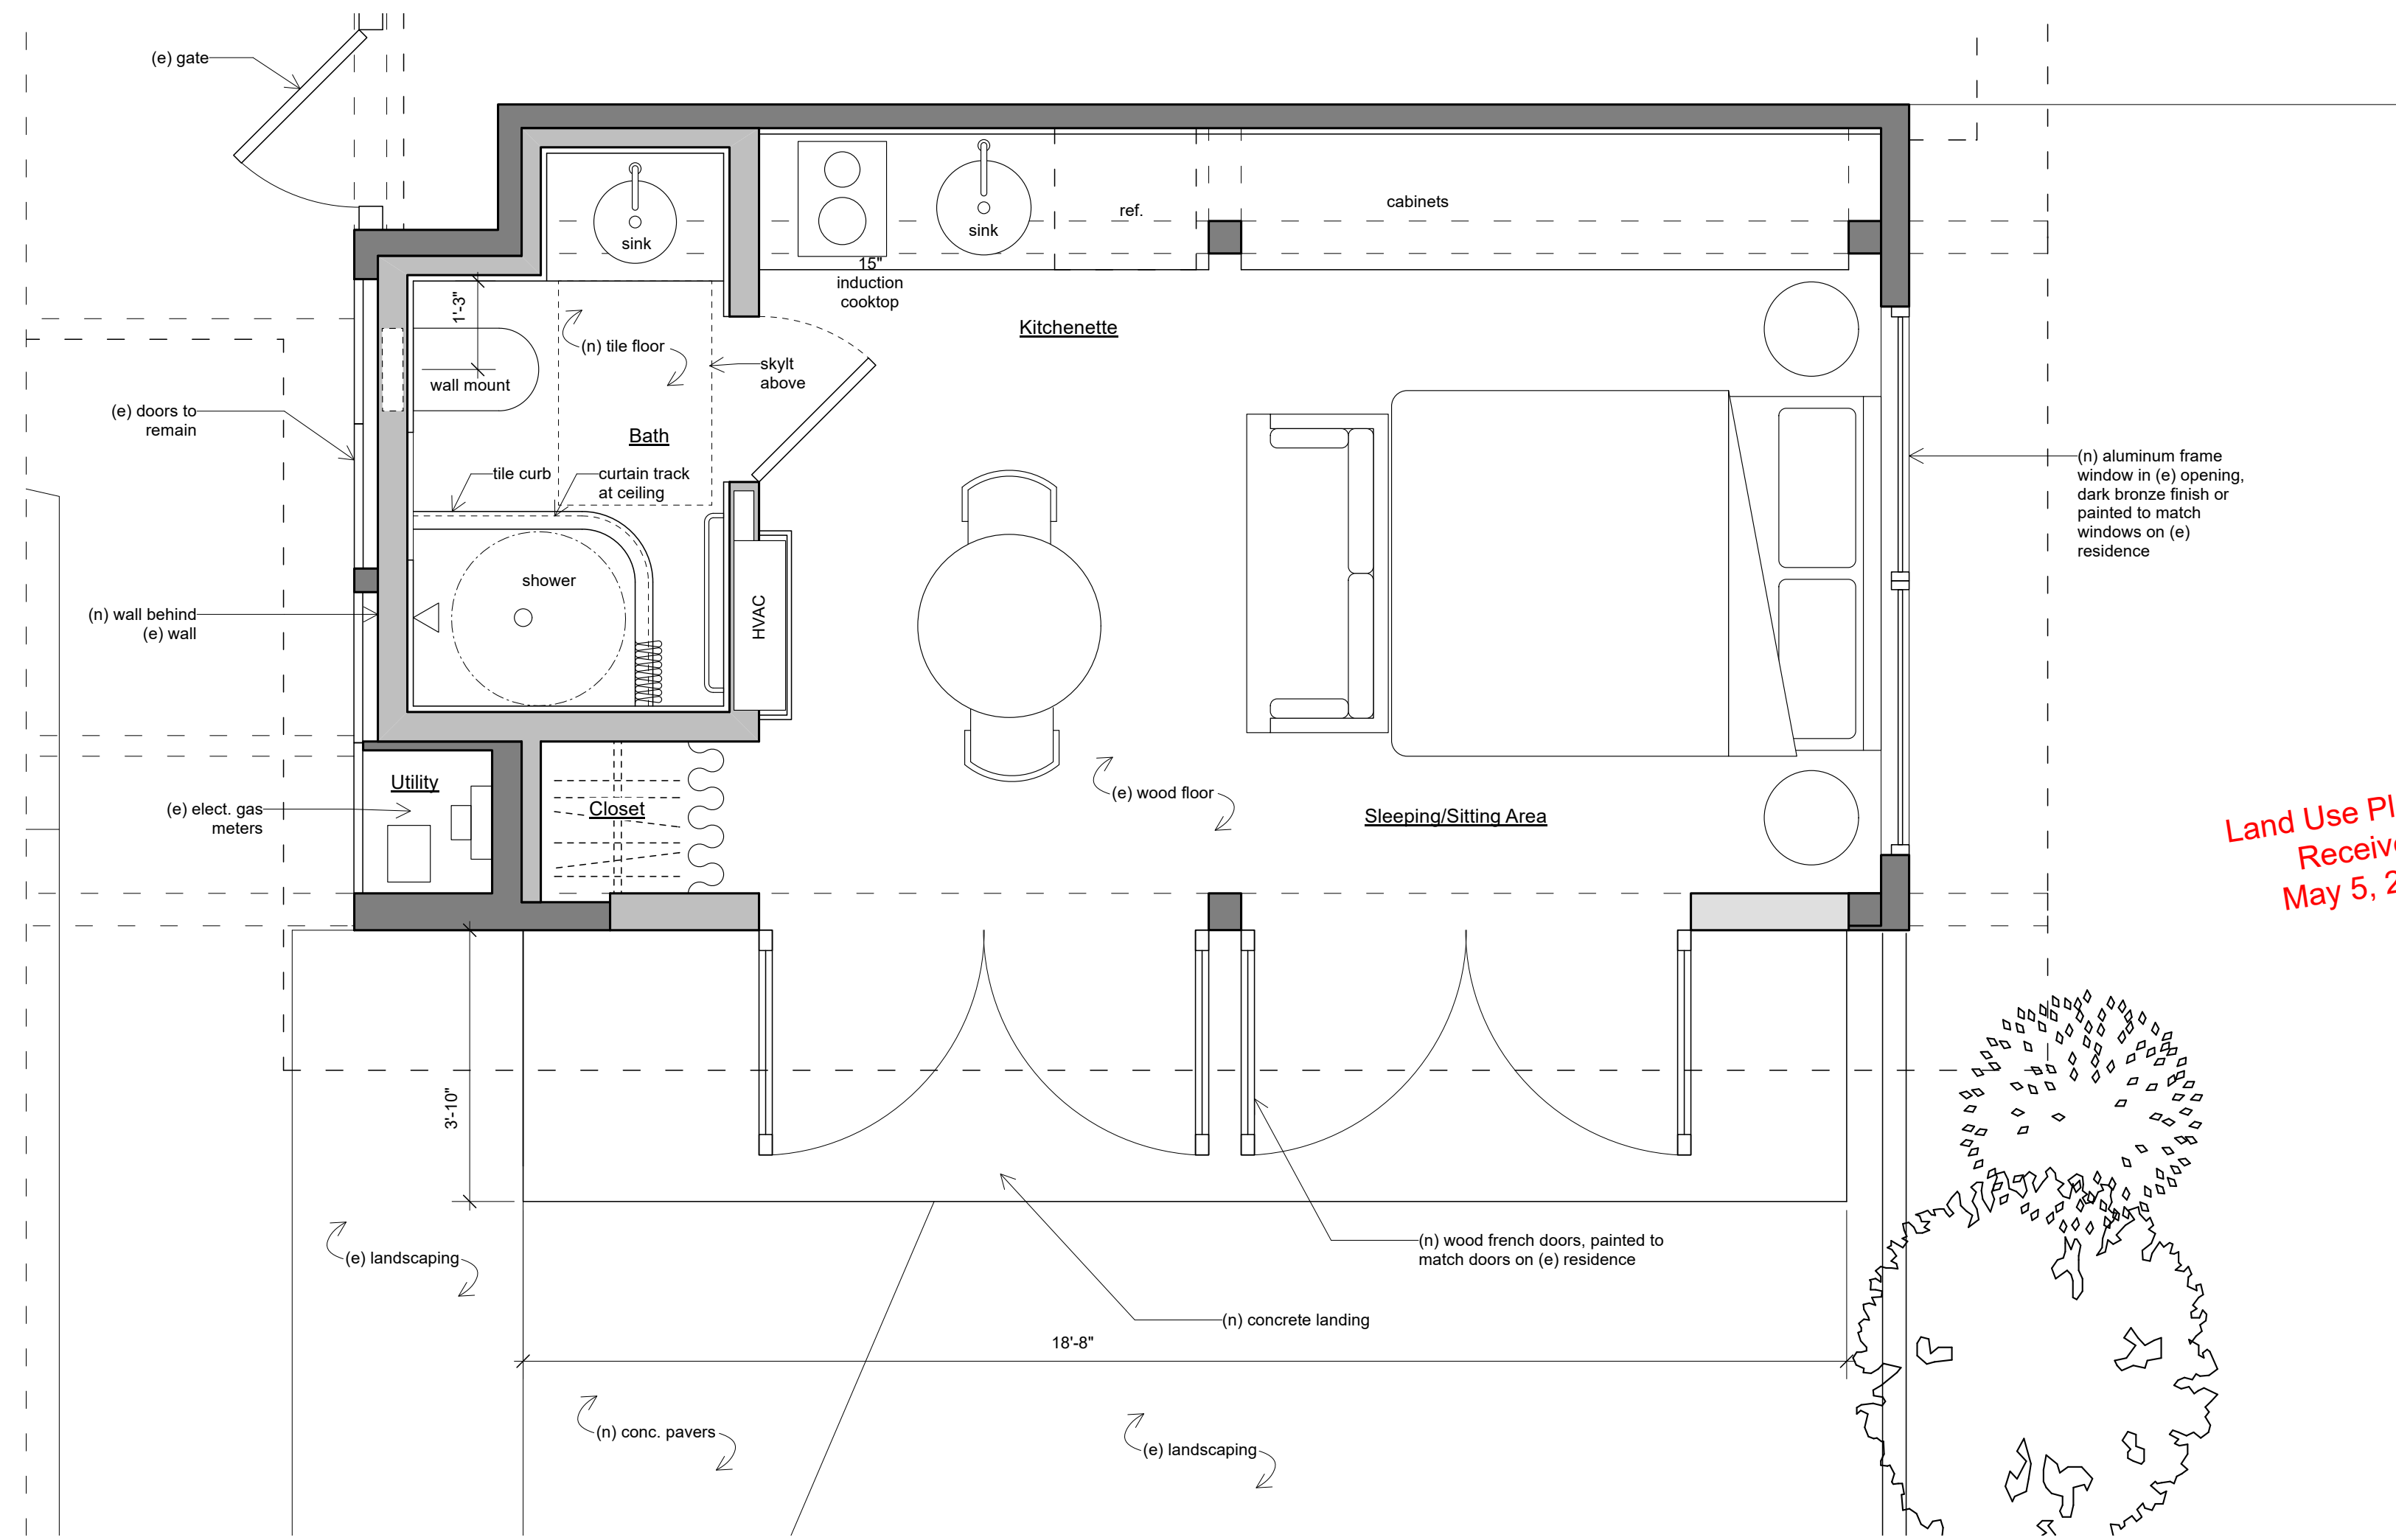 (e) gate
sink
15"
induction
cooktop
sink
ref.
cabinets
1'-3"
(n) tile floor
wall mount
skylt
above
Kitchenette
(e) doors to
remain
Bath
tile curb
curtain track
at ceiling
(n) aluminum frame
window in (e) opening,
dark bronze finish or
painted to match
windows on (e)
residence
shower
HVAC
(n) wall behind
(e) wall
Utility
(e) elect. gas
meters
Closet
(e) wood floor
Sleeping/Sitting Area
Land Use Pl
Receiv
May 5, 2
3'-10"
(e) landscaping
(n) wood french doors, painted to
match doors on (e) residence
(n) concrete landing
18'-8"
(n) conc. pavers
(e) landscaping